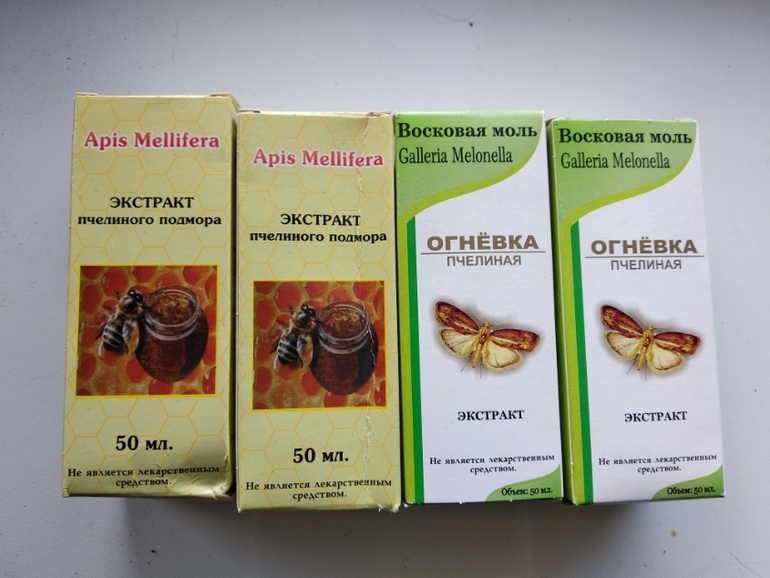 Apis Mellifera
ЭКСТРАКТ
пчелиного подмора
50 мл.
Не является лекарственным
средством.
Apis Mellifera
ЭКСТРАКТ
пчелиного подмора
50 мл.
Не является лекарственным
средством.
Восковая моль
Galleria Melonella
ОГНЁВКА
ПЧЕЛИНАЯ
ЭКСТРАКТ
Не является лекарственным
средством.
Объем: 50 мл.
Восковая моль
Galleria Melonella
ОГНЁВКА
ПЧЕЛИНАЯ
ЭКСТРАКТ
Не является лекарственным
средством.
Объем: 50 мл.